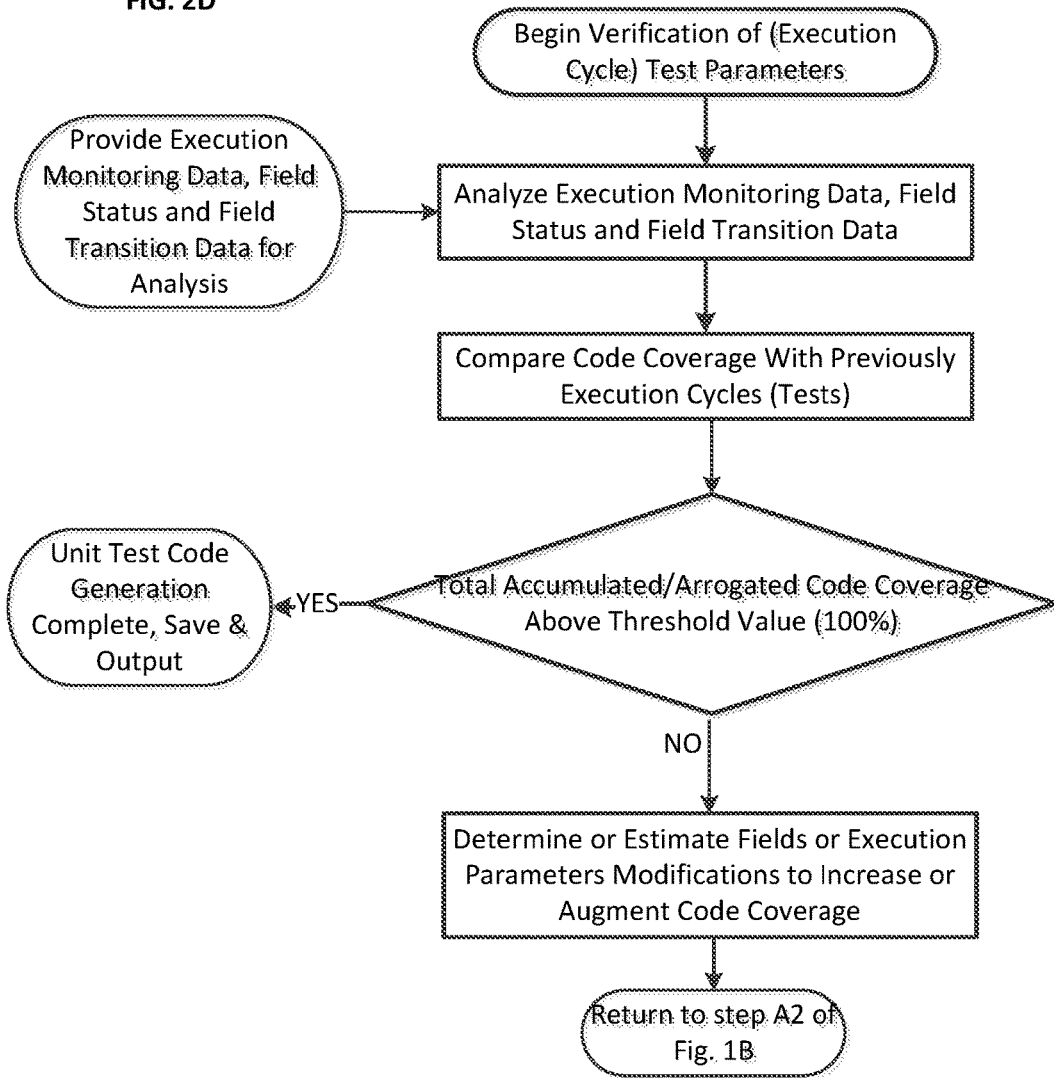 FIG. 2D
Begin Verification of (Execution
Cycle) Test Parameters
Provide Execution
Monitoring Data, Field
Status and Field
Transition Data for
Analysis
Analyze Execution Monitoring Data, Field
Status and Field Transition Data
Compare Code Coverage With Previously
Execution Cycles (Tests)
Total Accumulated/Arrogated Code Coverage
Above Threshold Value (100%)
YES
Unit Test Code
Generation
Complete, Save &
Output
NO
Determine or Estimate Fields or Execution
Parameters Modifications to Increase or
Augment Code Coverage
Return to step A2 of
Fig. 1B